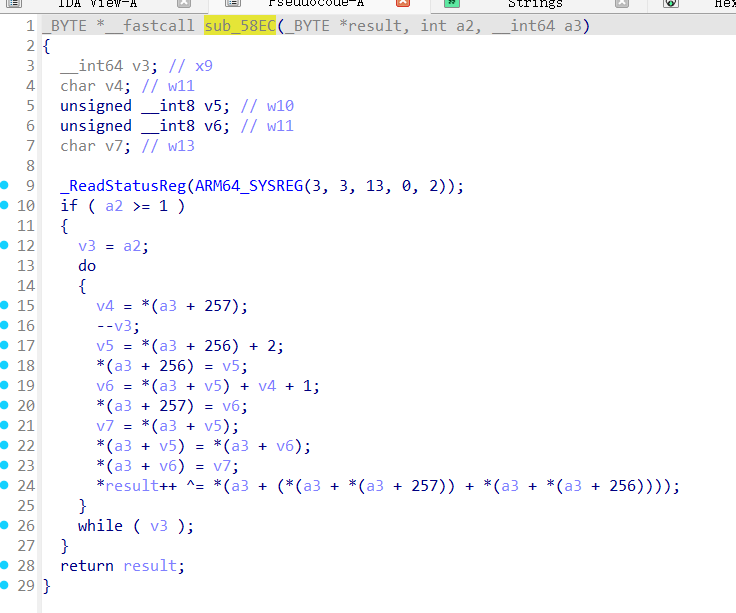 IDA View-A Pseudocode-A Strings Hex
1 _BYTE *__fastcall sub_58EC(_BYTE *result, int a2, __int64 a3)
2 {
3 __int64 v3; // x9
4 char v4; // w11
5 unsigned __int8 v5; // w10
6 unsigned __int8 v6; // w11
7 char v7; // w13
8
9 _ReadStatusReg(ARM64_SYSREG(3, 3, 13, 0, 2));
10 if ( a2 >= 1 )
11 {
12 v3 = a2;
13 do
14 {
15 v4 = *(a3 + 257);
16 --v3;
17 v5 = *(a3 + 256) + 2;
18 *(a3 + 256) = v5;
19 v6 = *(a3 + v5) + v4 + 1;
20 *(a3 + 257) = v6;
21 v7 = *(a3 + v5);
22 *(a3 + v5) = *(a3 + v6);
23 *(a3 + v6) = v7;
24 *result++ ^= *(a3 + (*(a3 + *(a3 + 257)) + *(a3 + *(a3 + 256))));
25 }
26 while ( v3 );
27 }
28 return result;
29 }